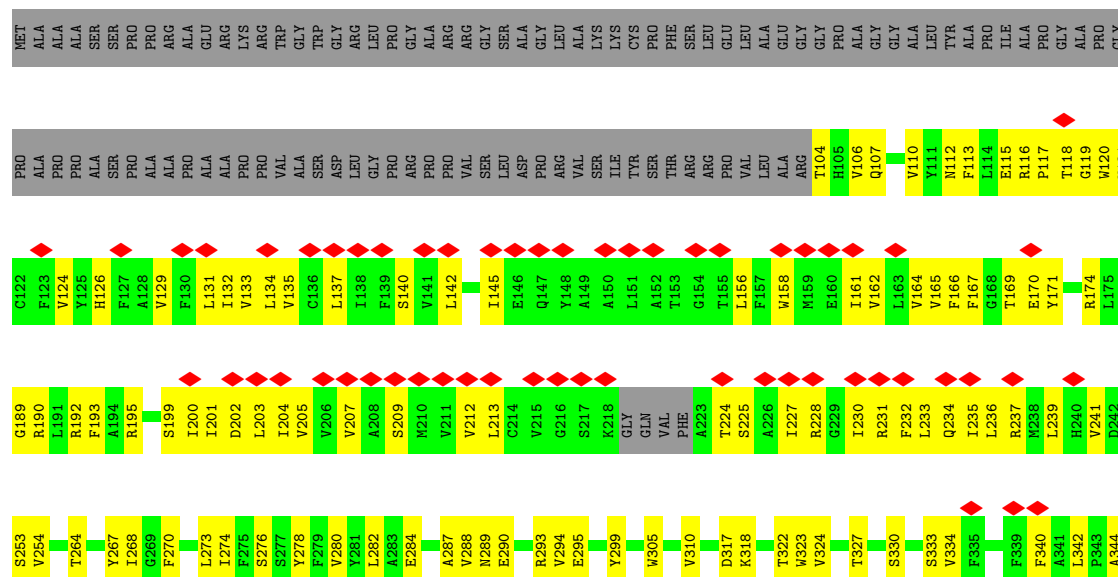 MET ALA ALA ALA SER SER PRO PRO ARG ALA GLU ARG LYS ARG TRP GLY TRP GLY ARG LEU PRO GLY ALA ARG ARG GLY SER ALA GLY LEU ALA LYS LYS CYS PRO PHE SER LEU GLU LEU ALA GLU GLY GLY PRO ALA GLY GLY ALA LEU TYR ALA PRO ILE ALA PRO GLY ALA PRO GLY
PRO ALA PRO PRO ALA SER PRO ALA ALA PRO ALA ALA PRO PRO VAL ALA SER ASP LEU GLY PRO ARG PRO PRO VAL SER LEU ASP PRO ARG VAL SER ILE TYR SER THR ARG ARG PRO VAL LEU ALA ARG T104 H105 V106 Q107 V110 Y111 N112 F113 L114 E115 R116 P117 T118 G119 W120
C122 F123 V124 Y125 H126 F127 A128 V129 F130 L131 I132 V133 L134 V135 C136 L137 I138 F139 S140 V141 L142 I145 E146 Q147 Y148 A149 A150 L151 A152 T153 G154 T155 L156 F157 W158 M159 E160 I161 V162 L163 V164 V165 F166 F167 G168 T169 E170 Y171 R174 L175
G189 R190 L191 R192 F193 A194 R195 S199 I200 I201 D202 L203 I204 V205 V206 V207 A208 S209 M210 V211 V212 L213 C214 V215 G216 S217 K218 GLY GLN VAL PHE A223 T224 S225 A226 I227 R228 G229 I230 R231 F232 L233 Q234 I235 L236 R237 M238 L239 H240 V241 D242
S253 V254 T264 Y267 I268 G269 F270 L273 I274 F275 S276 S277 Y278 F279 V280 Y281 L282 A283 E284 A287 V288 N289 E290 R293 V294 E295 Y299 W305 V310 D317 K318 T322 W323 V324 T327 S330 S333 V334 F335 F339 F340 A341 L342 P343 A344